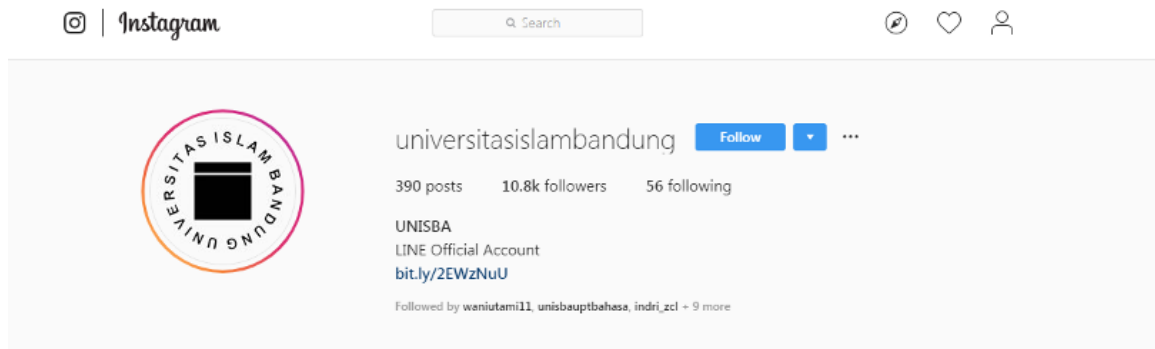 Instagram
Search
universitasislambandung Follow
390 posts 10.8k followers 56 following
UNIVERSITAS ISLAM BANDUNG
UNISBA
LINE Official Account
bit.ly/2EWzNuU
Followed by waniutami11, unisbauptbahasa, indri_zcl + 9 more